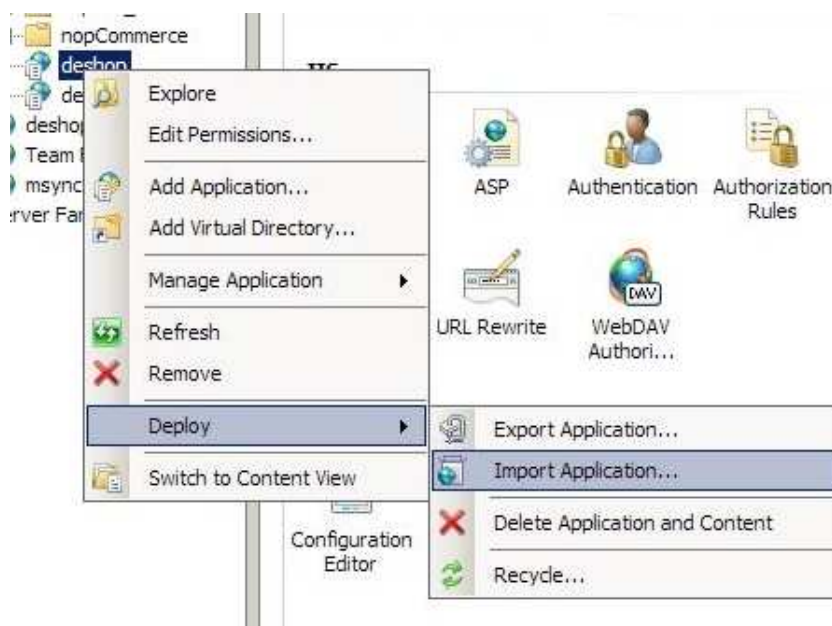 nopCommerce
deshop
de
desho
Team
msync
rver Far
Explore
Edit Permissions...
Add Application...
Add Virtual Directory...
Manage Application
Refresh
Remove
Deploy
Switch to Content View
IIS
ASP
Authentication
Authorization
Rules
URL Rewrite
WebDAV
Authori...
DAV
Export Application...
Import Application...
Delete Application and Content
Recycle...
Configuration
Editor